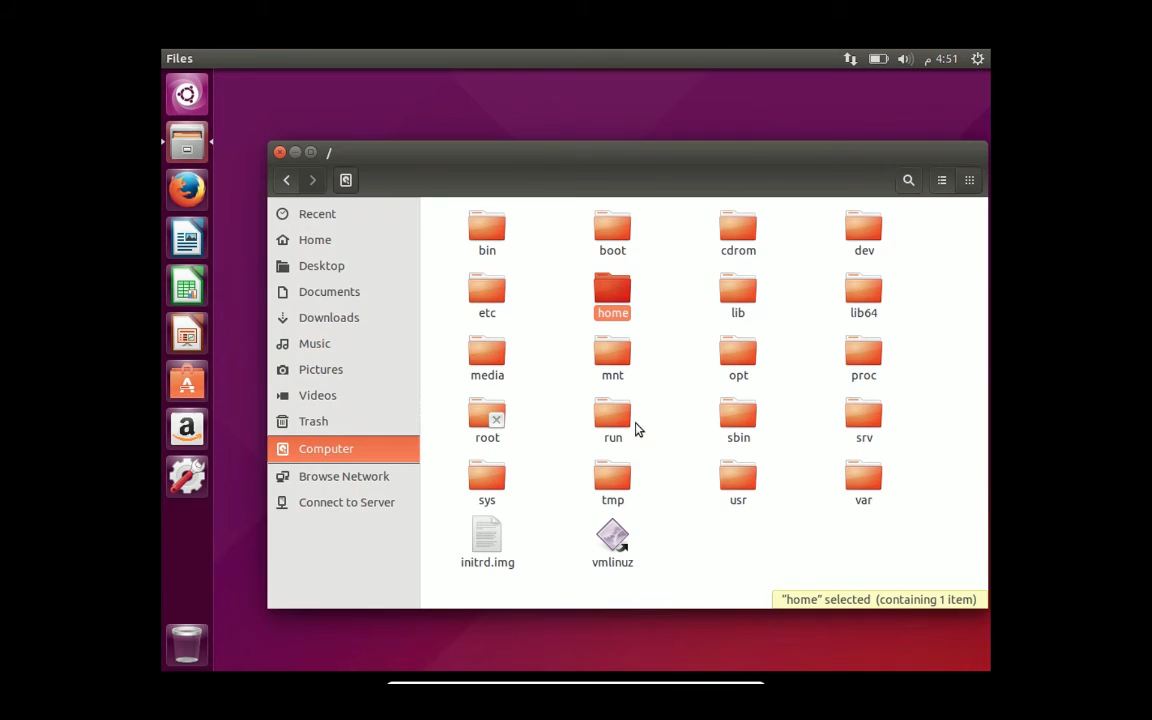 Files
م 4:51
/
Recent
Home
Desktop
Documents
Downloads
Music
Pictures
Videos
Trash
Computer
Browse Network
Connect to Server
bin boot cdrom dev
etc home lib lib64
media mnt opt proc
root run sbin srv
sys tmp usr var
initrd.img vmlinuz
"home" selected (containing 1 item)